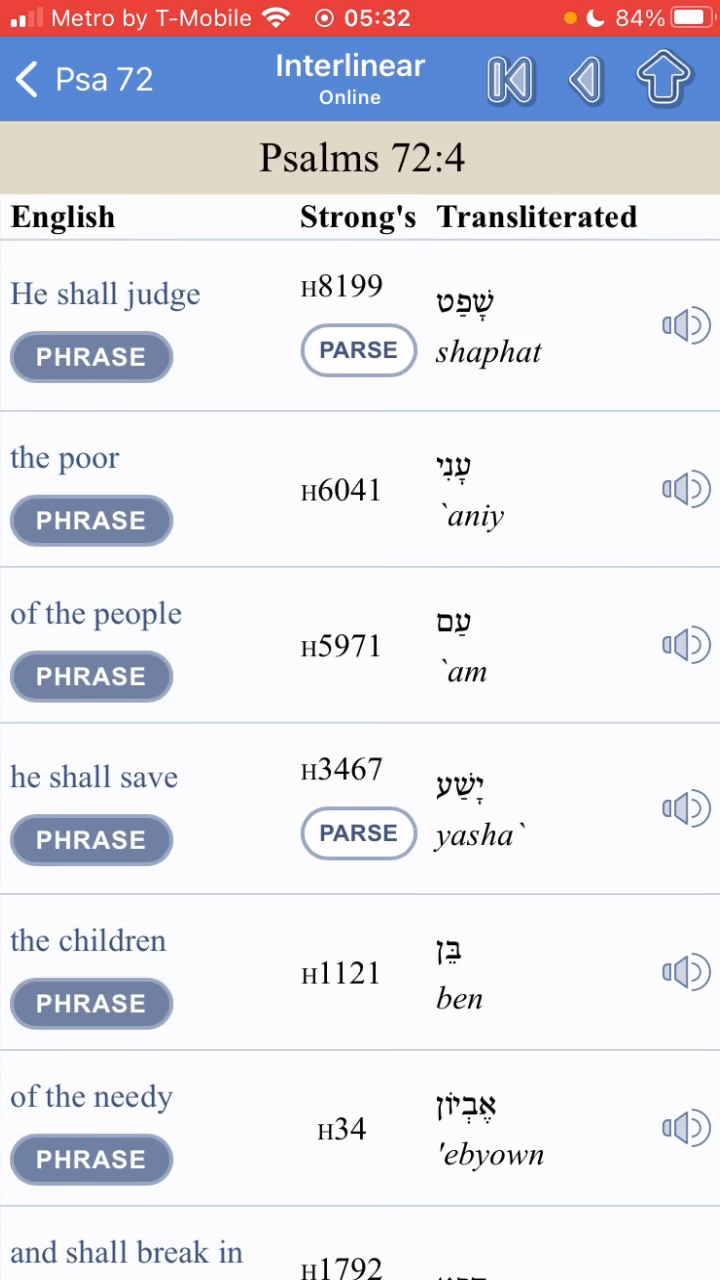 Metro by T-Mobile 05:32 84%
Psa 72 Interlinear
Online
Psalms 72:4
English Strong's Transliterated
He shall judge H8199 שָׁפַט
PHRASE PARSE shaphat
the poor H6041 עָנִי
PHRASE `aniy
of the people H5971 עַם
PHRASE `am
he shall save H3467 יָשַׁע
PHRASE PARSE yasha`
the children H1121 בֵּן
PHRASE ben
of the needy H34 אֶבְיוֹן
PHRASE 'ebyown
and shall break in H1792